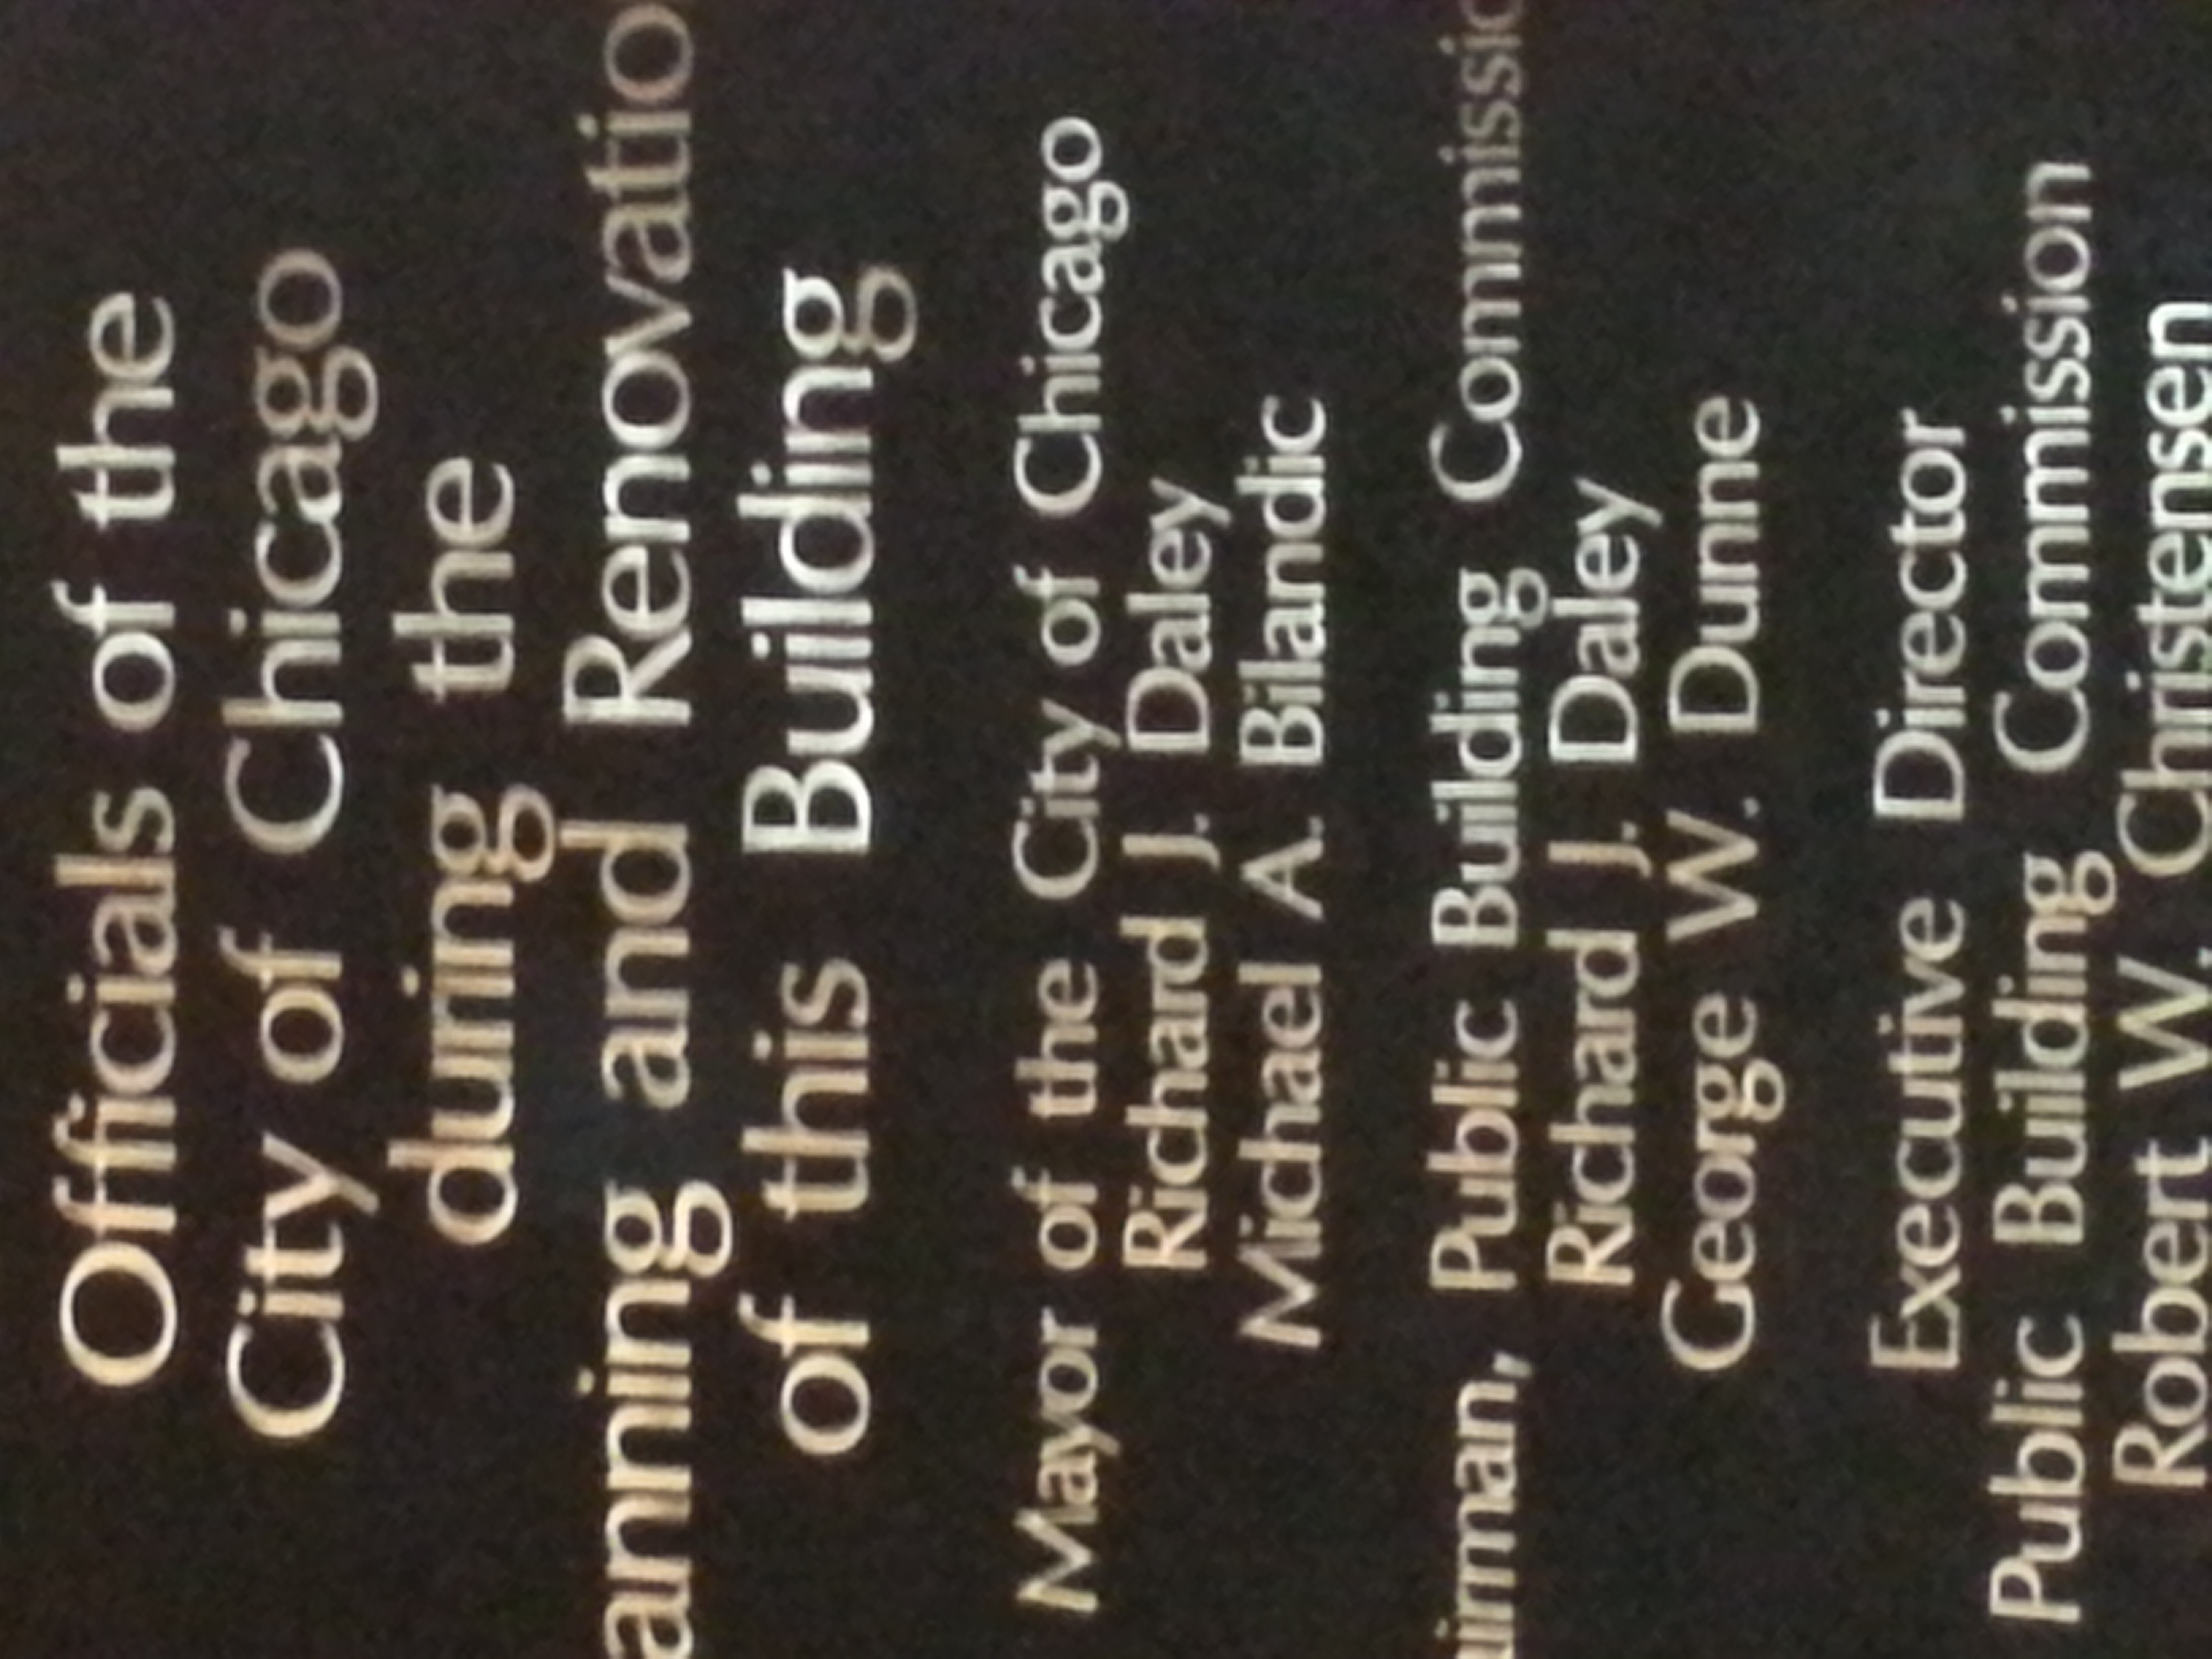 Officials of the
City of Chicago
during the
anning and Renovatio
of this Building
Mayor of the City of Chicago
Richard J. Daley
Michael A. Bilandic
airman, Public Building Commissio
Richard J. Daley
George W. Dunne
Executive Director
Public Building Commission
Robert W. Christensen